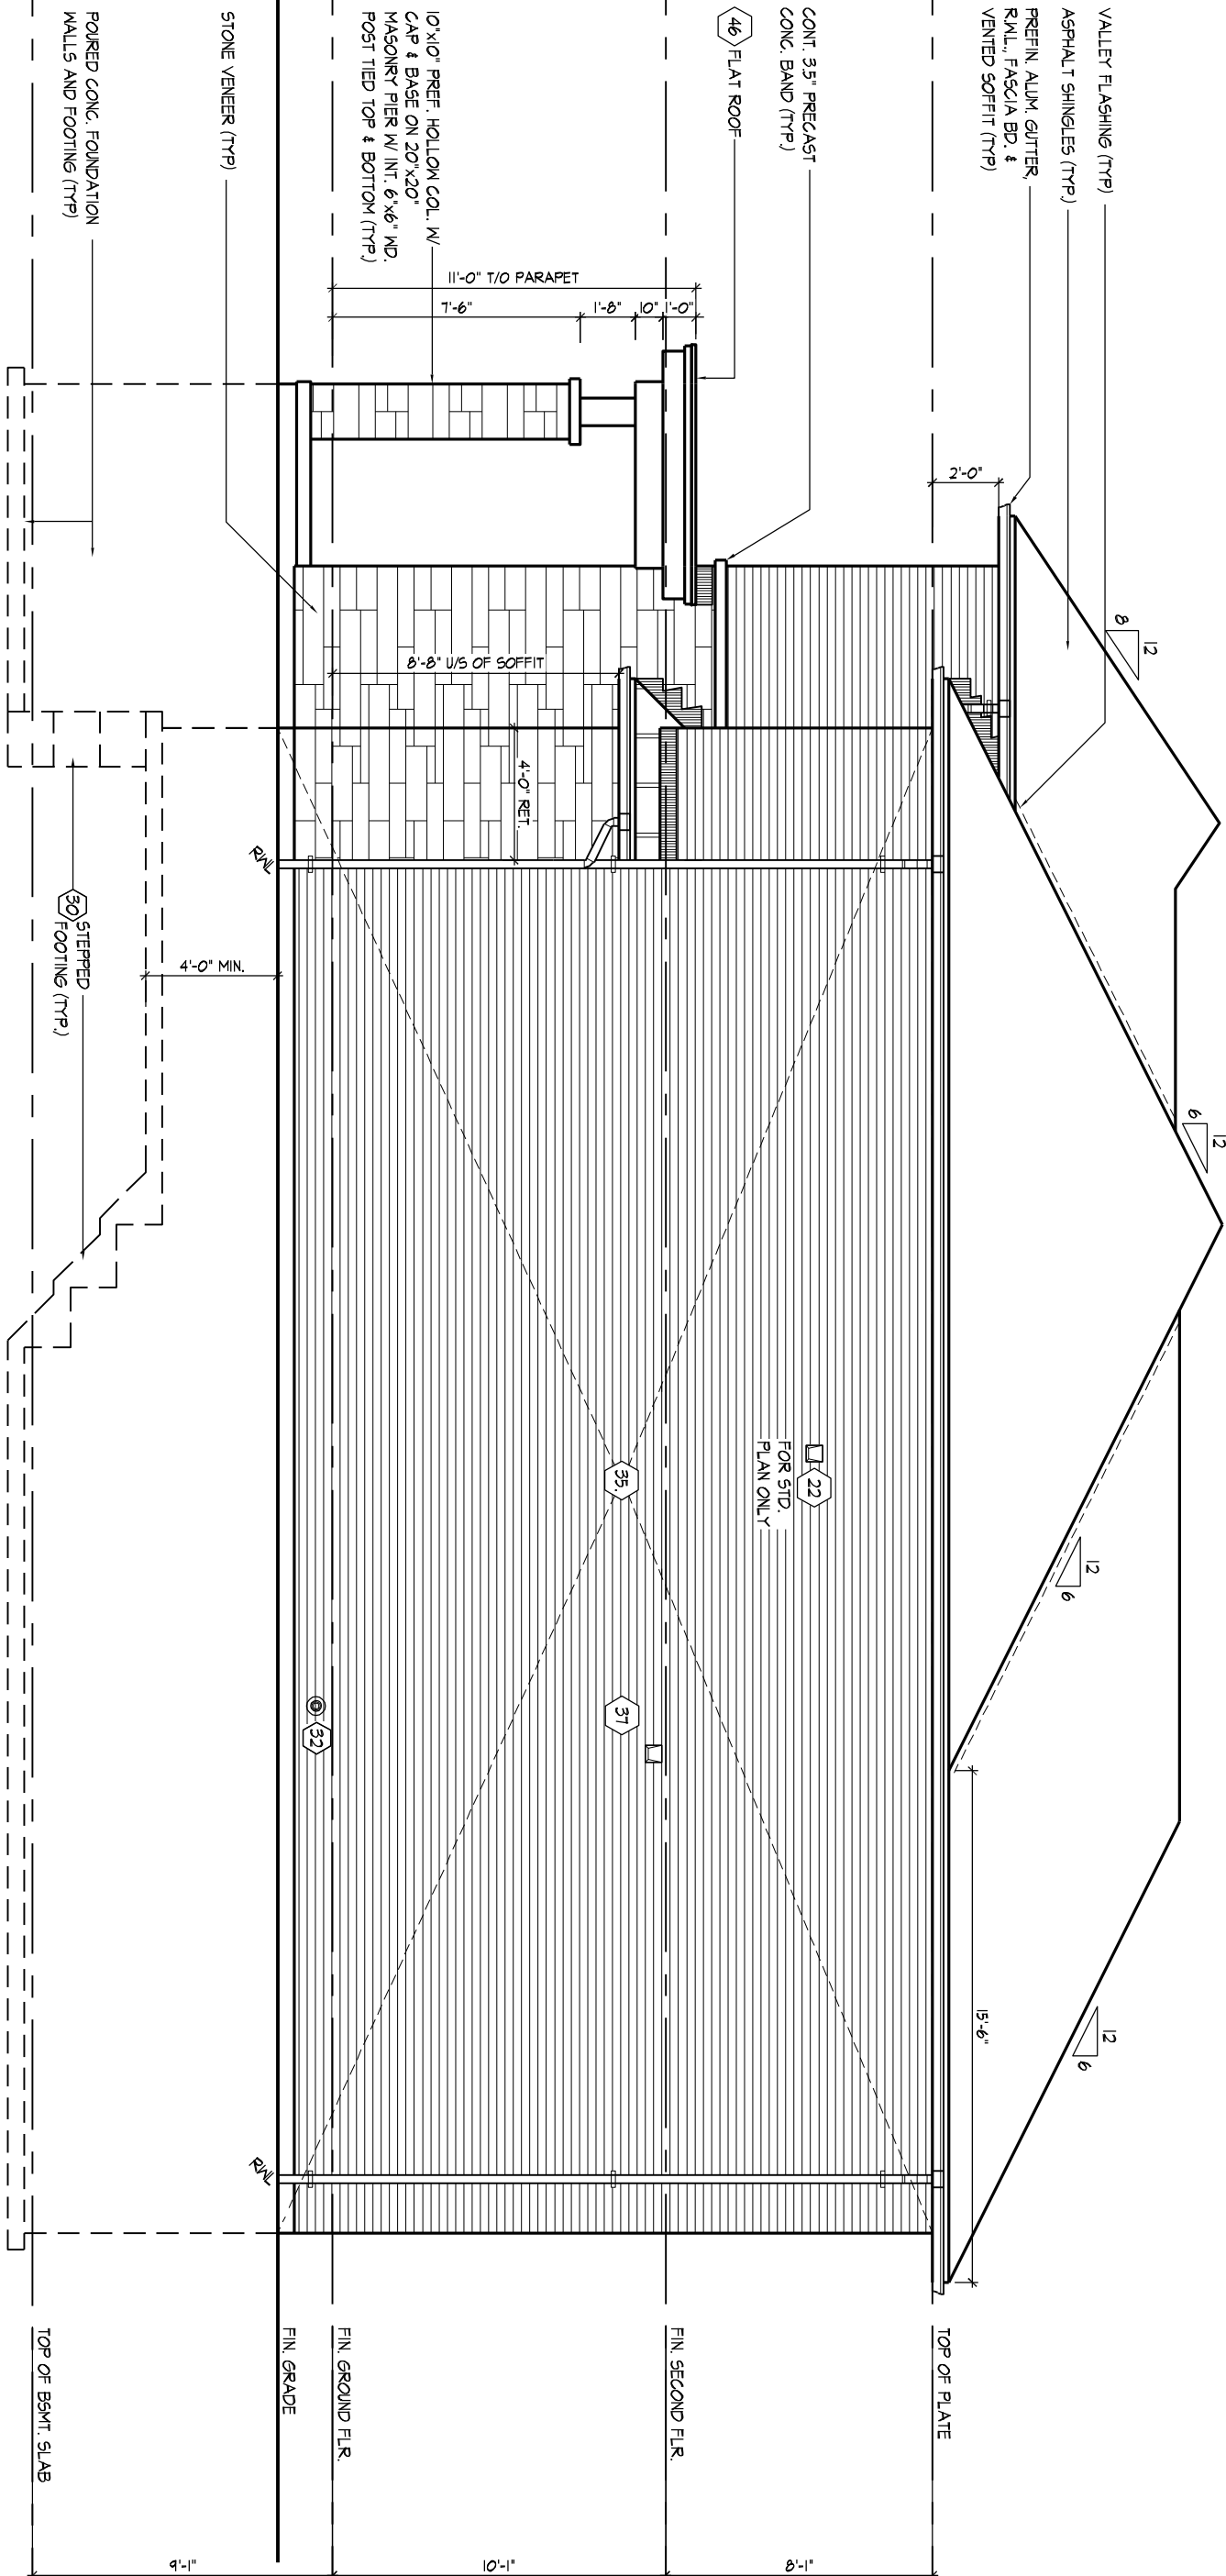 VALLEY FLASHING (TYP)
ASPHALT SHINGLES (TYP.)
PREFIN. ALUM. GUTTER,
R.W.L., FASCIA BD. &
VENTED SOFFIT (TYP)
CONT. 3.5" PRECAST
CONC. BAND (TYP.)
46
FLAT ROOF
10"x10" PREF. HOLLOW COL. W/
CAP & BASE ON 20"x20"
MASONRY PIER W/ INT. 6"x6" WD.
POST TIED TOP & BOTTOM (TYP.)
STONE VENEER (TYP)
POURED CONC. FOUNDATION
WALLS AND FOOTING (TYP)
11'-0" T/O PARAPET
7'-6"
1'-8"
10"
1'-0"
2'-0"
8
12
8'-8" U/S OF SOFFIT
4'-0" RET.
RWL
30
STEPPED
FOOTING (TYP.)
4'-0" MIN.
6
12
22
FOR STD.
PLAN ONLY
35.
37
32
12
6
15'-6"
12
6
RWL
TOP OF PLATE
FIN. SECOND FLR.
FIN. GROUND FLR.
FIN. GRADE
TOP OF BSMT. SLAB
8'-1"
10'-1"
9'-1"